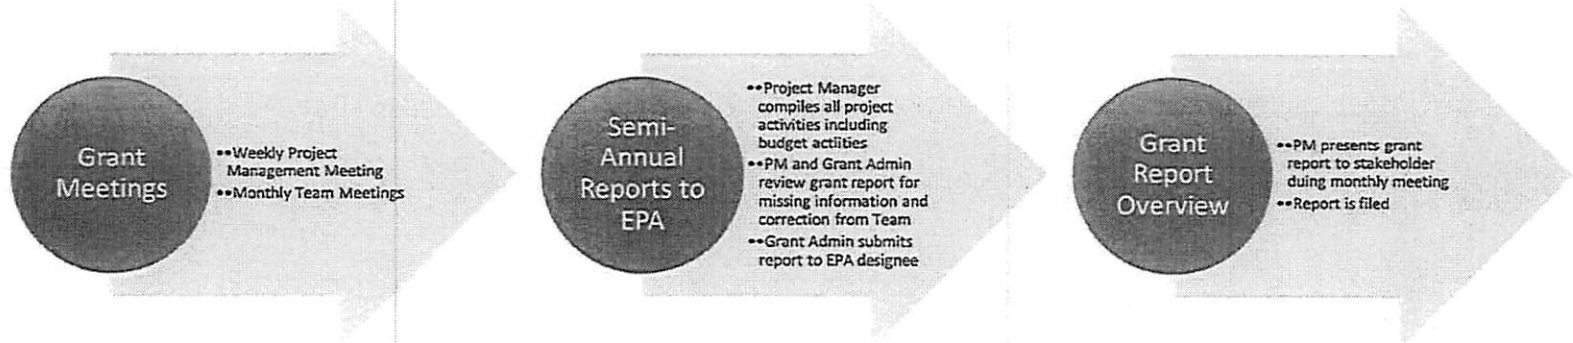 Grant
Meetings
••Weekly Project
Management Meeting
••Monthly Team Meetings
Semi-
Annual
Reports to
EPA
••Project Manager
compiles all project
activities including
budget actiities
••PM and Grant Admin
review grant report for
missing information and
correction from Team
••Grant Admin submits
report to EPA designee
Grant
Report
Overview
••PM presents grant
report to stakeholder
duing monthly meeting
••Report is filed